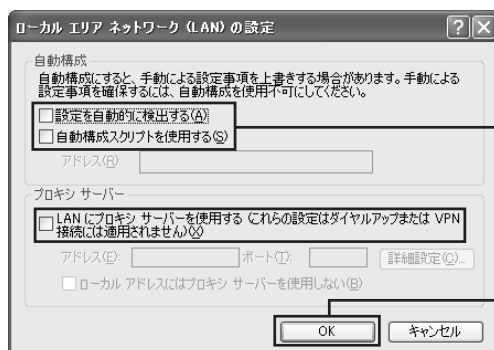 ローカル エリア ネットワーク (LAN) の設定
自動構成
自動構成にすると、手動による設定事項を上書きする場合があります。手動による
設定事項を確保するには、自動構成を使用不可にしてください。
設定を自動的に検出する(A)
自動構成スクリプトを使用する(S)
アドレス(R):
プロキシ サーバー
LAN にプロキシ サーバーを使用する (これらの設定はダイヤルアップまたは VPN
接続には適用されません)(X)
アドレス(E): ポート(T): 詳細設定(C)...
ローカル アドレスにはプロキシ サーバーを使用しない(B)
OK キャンセル